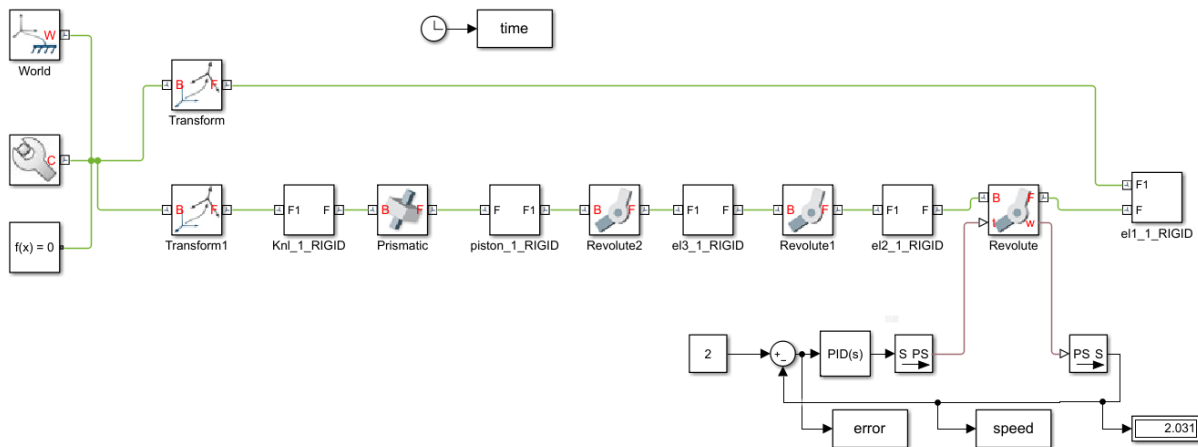 time
W
World
B F
Transform
C
B F
Transform1
F1 F
Knl_1_RIGID
B F
Prismatic
F F1
piston_1_RIGID
B F
Revolute2
F1 F
el3_1_RIGID
B F
Revolute1
F1 F
el2_1_RIGID
B F
t w
Revolute
F1
F
el1_1_RIGID
f(x) = 0
2
+
-
PID(s)
S PS
PS S
error
speed
2.031